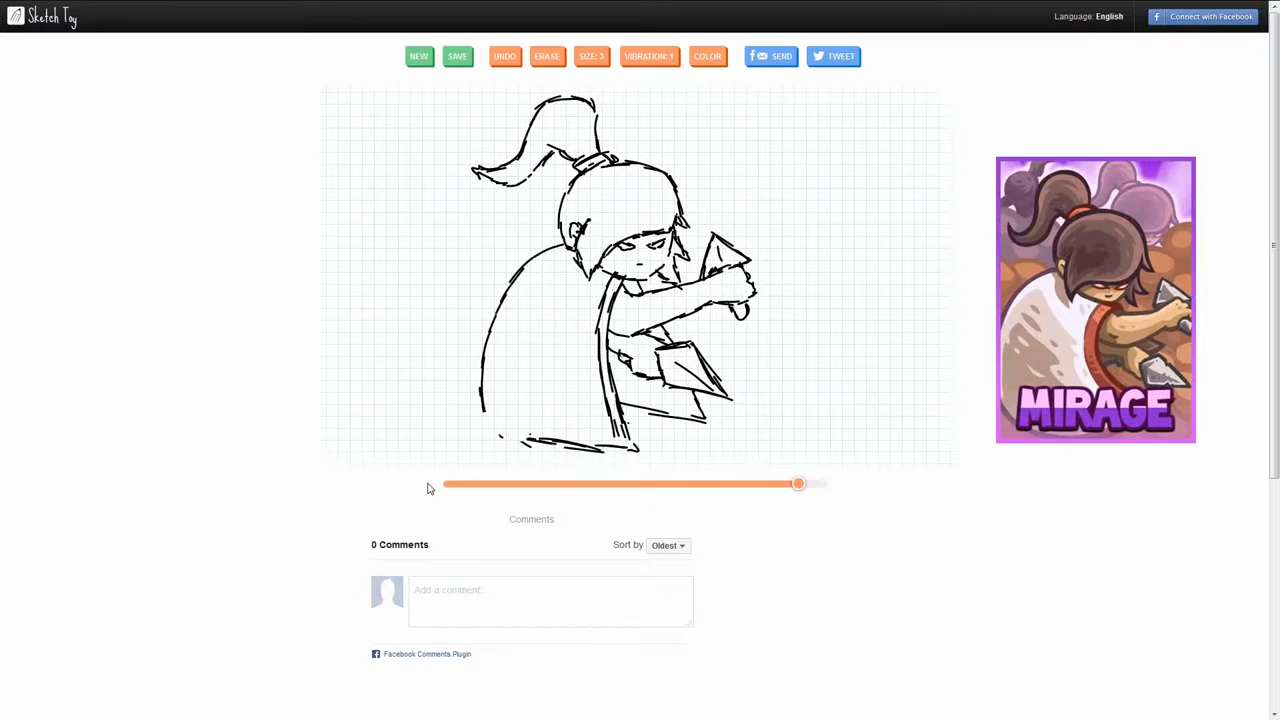 Sketch Toy
Language: English
Connect with Facebook
NEW
SAVE
UNDO
ERASE
SIZE: 3
VIBRATION: 1
COLOR
SEND
TWEET
MIRAGE
Comments:
0 Comments
Sort by Oldest
Add a comment...
Facebook Comments Plugin